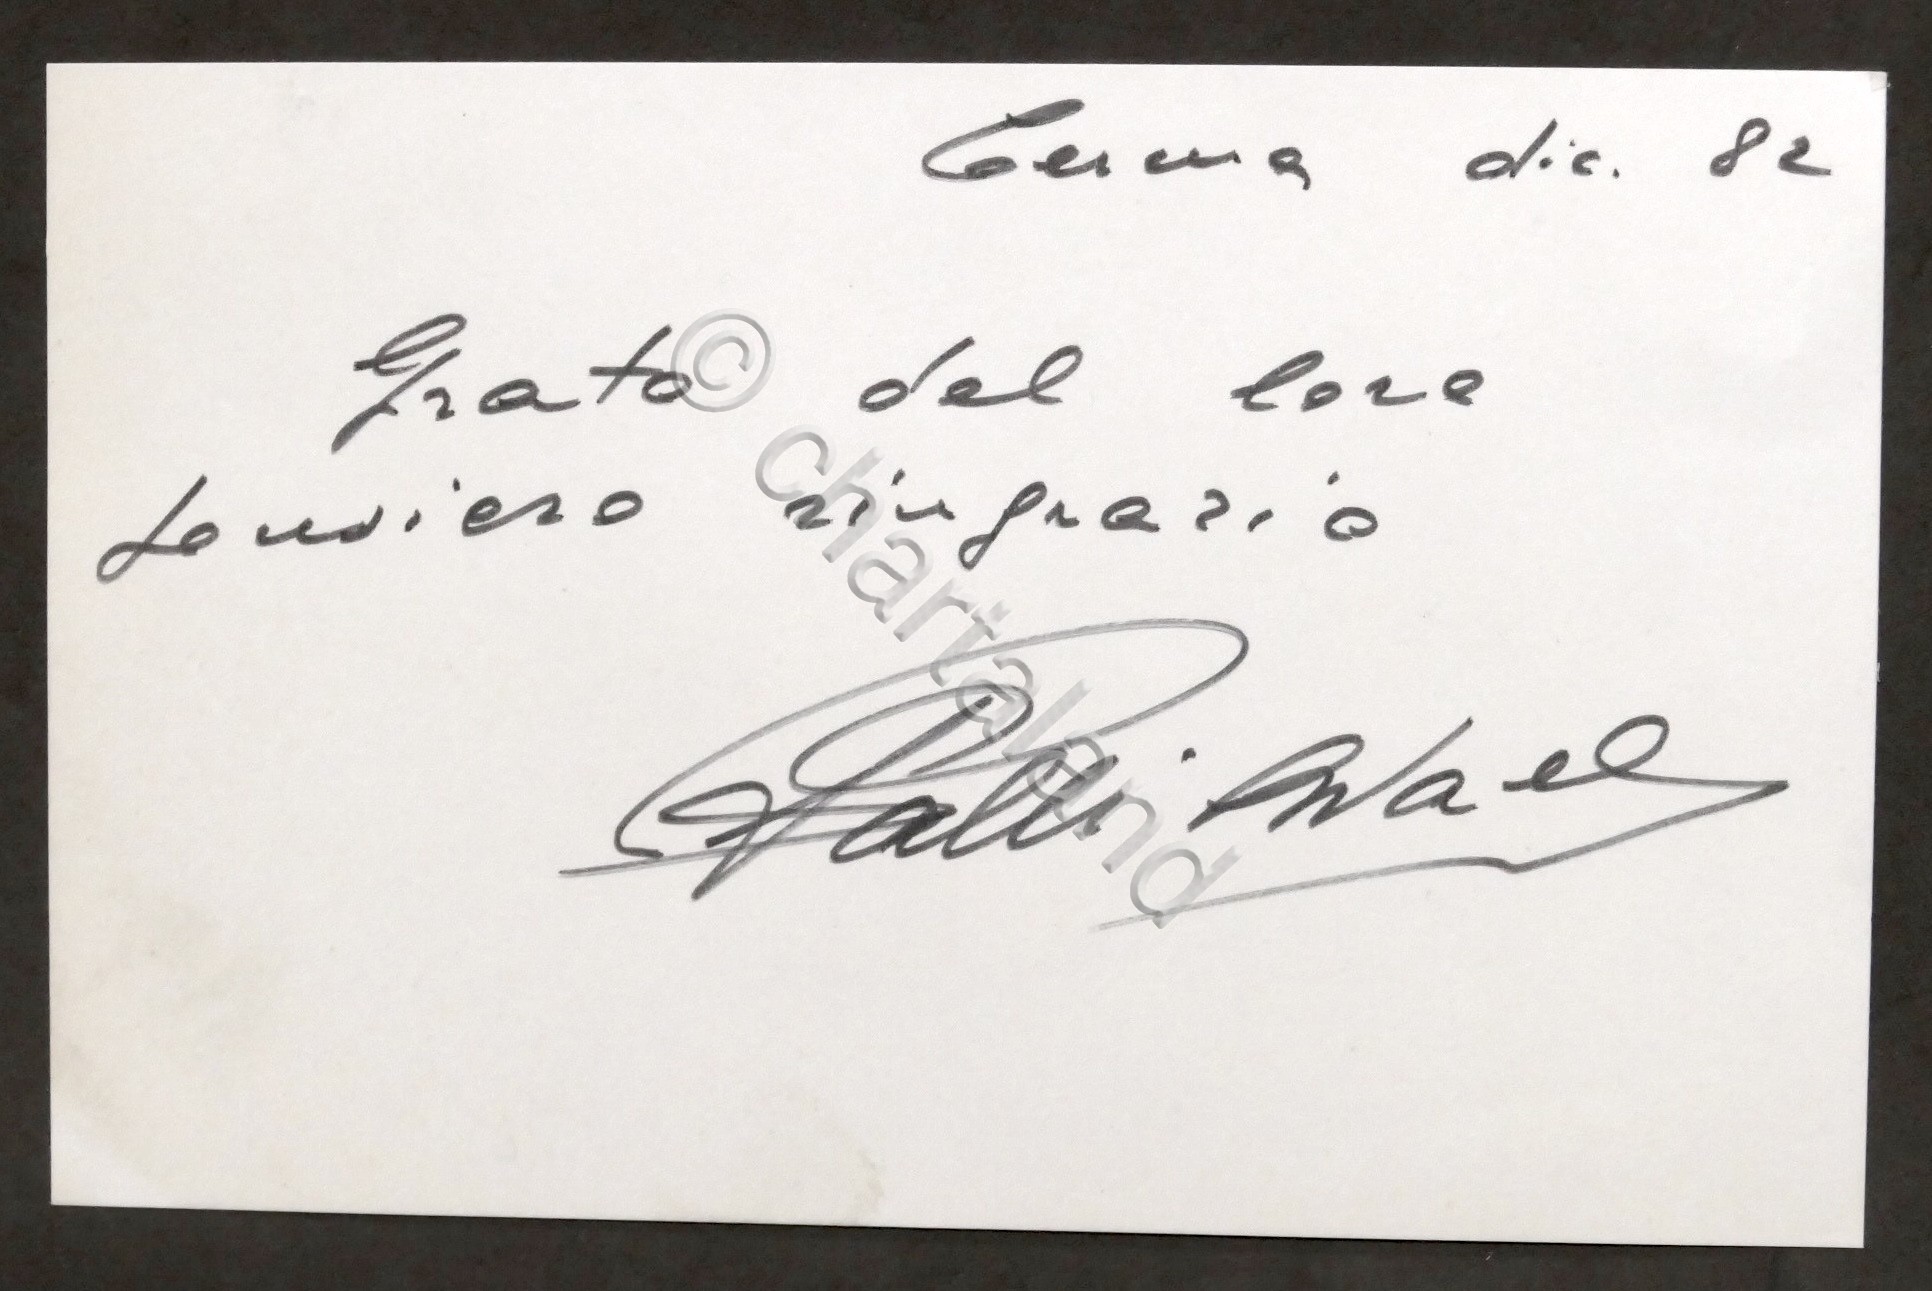 dic. 82
Grato del loro
pensiero ringrazio
© chartaland